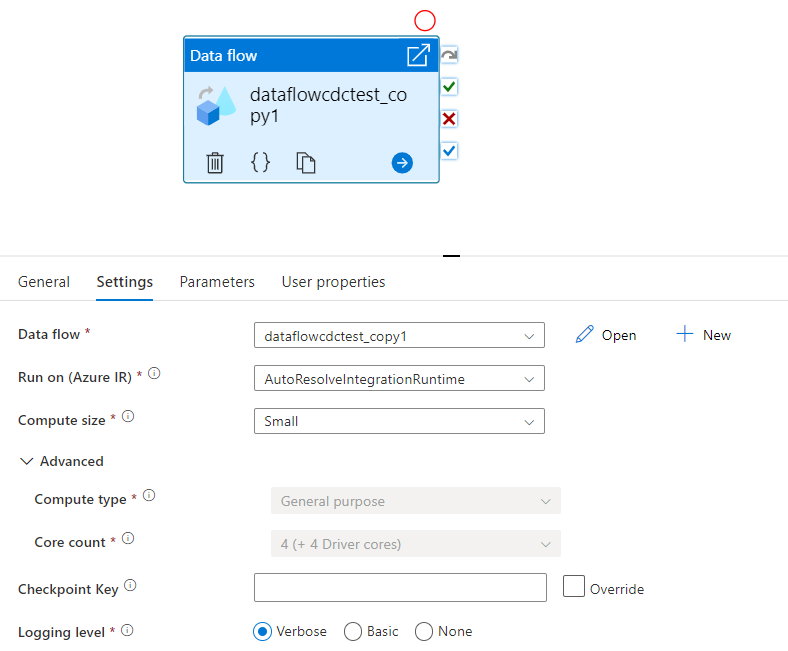 Data flow
dataflowcdctest_co
py1
{}
General Settings Parameters User properties
Data flow * dataflowcdctest_copy1 Open New
Run on (Azure IR) * AutoResolveIntegrationRuntime
Compute size * Small
Advanced
Compute type * General purpose
Core count * 4 (+ 4 Driver cores)
Checkpoint Key Override
Logging level * Verbose Basic None